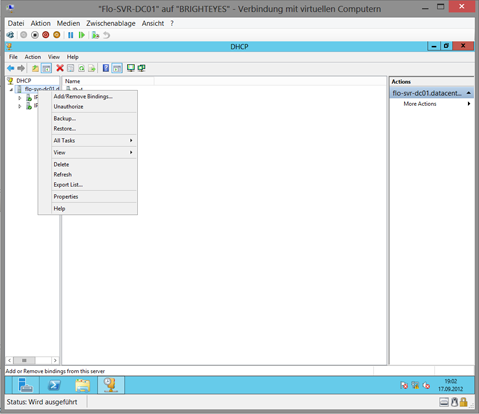 "Flo-SVR-DC01" auf "BRIGHTEYES" - Verbindung mit virtuellen Computern
Datei Aktion Medien Zwischenablage Ansicht ?
DHCP
File Action View Help
DHCP
flo-svr-dc01.d
Name
Actions
flo-svr-dc01.datacent...
More Actions
Add/Remove Bindings...
Unauthorize
Backup...
Restore...
All Tasks
View
Delete
Refresh
Export List...
Properties
Help
Add or Remove bindings from this server
19:02
17.09.2012
Status: Wird ausgeführt